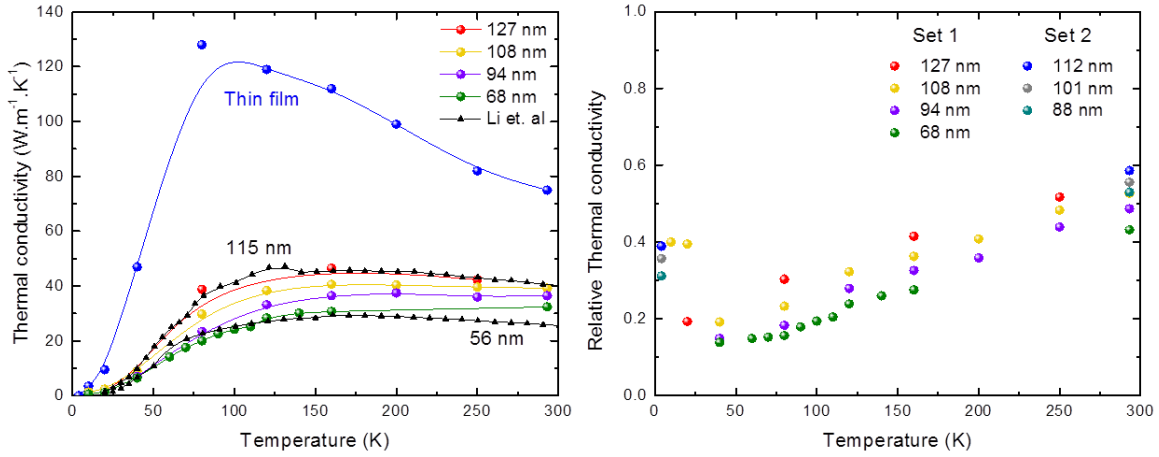 Thermal conductivity (W.m⁻¹.K⁻¹)
140
120
100
80
60
40
20
0
0 50 100 150 200 250 300
Temperature (K)
127 nm
108 nm
94 nm
68 nm
Li et. al
Thin film
115 nm
56 nm
Relative Thermal conductivity
1.0
0.8
0.6
0.4
0.2
0.0
0 50 100 150 200 250 300
Temperature (K)
Set 1 Set 2
127 nm 112 nm
108 nm 101 nm
94 nm 88 nm
68 nm